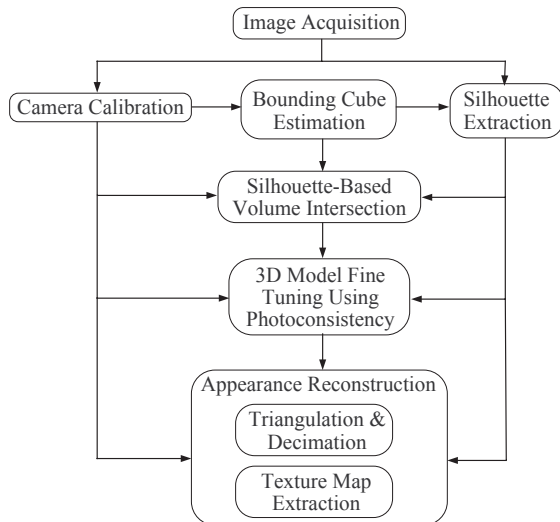 Image Acquisition
Camera Calibration
Bounding Cube
Estimation
Silhouette
Extraction
Silhouette-Based
Volume Intersection
3D Model Fine
Tuning Using
Photoconsistency
Appearance Reconstruction
Triangulation &
Decimation
Texture Map
Extraction